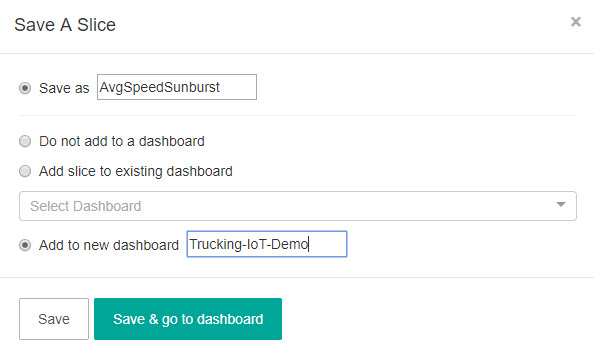 Save A Slice ×
Save as AvgSpeedSunburst
Do not add to a dashboard
Add slice to existing dashboard
Select Dashboard
Add to new dashboard Trucking-IoT-Demo
Save Save & go to dashboard